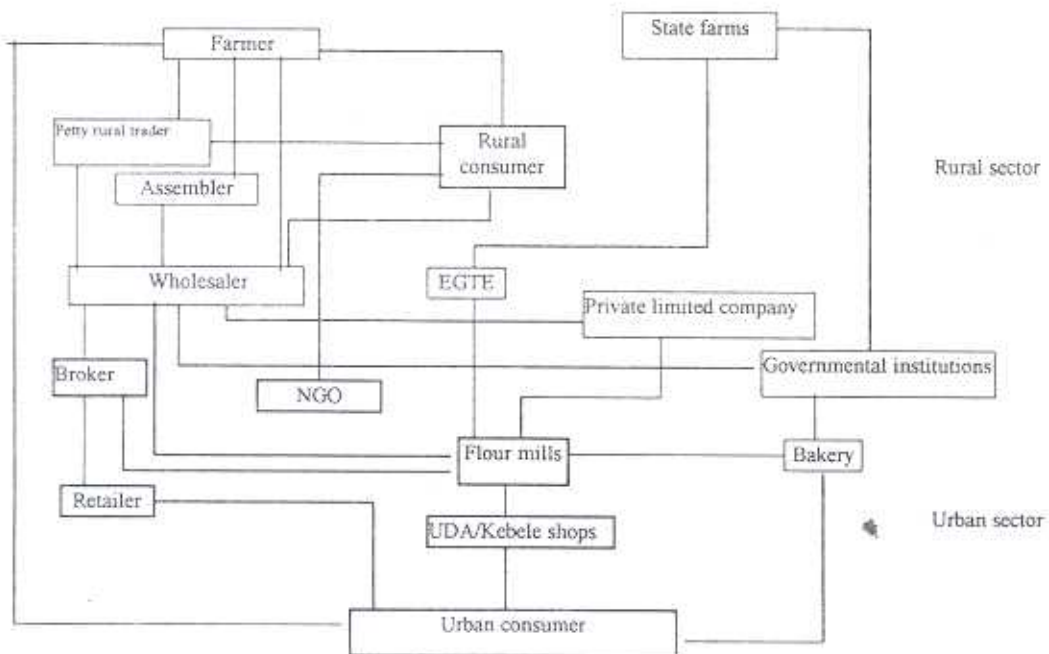 Farmer
State farms
Petty rural trader
Rural
consumer
Rural sector
Assembler
Wholesaler
EGTE
Private limited company
Broker
Governmental institutions
NGO
Flour mills
Bakery
Retailer
UDA/Kebele shops
Urban sector
Urban consumer